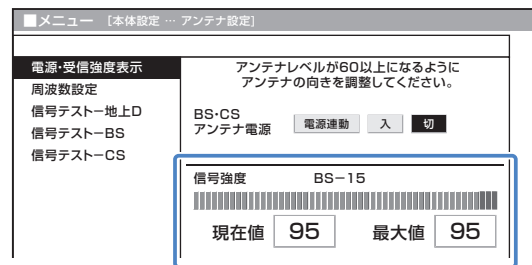 ■メニュー [本体設定 … アンテナ設定]
電源・受信強度表示
周波数設定
信号テストー地上D
信号テストーBS
信号テストーCS
アンテナレベルが60以上になるように
アンテナの向きを調整してください。
BS・CS
アンテナ電源 電源連動 入 切
信号強度 BS－15
現在値 95 最大値 95